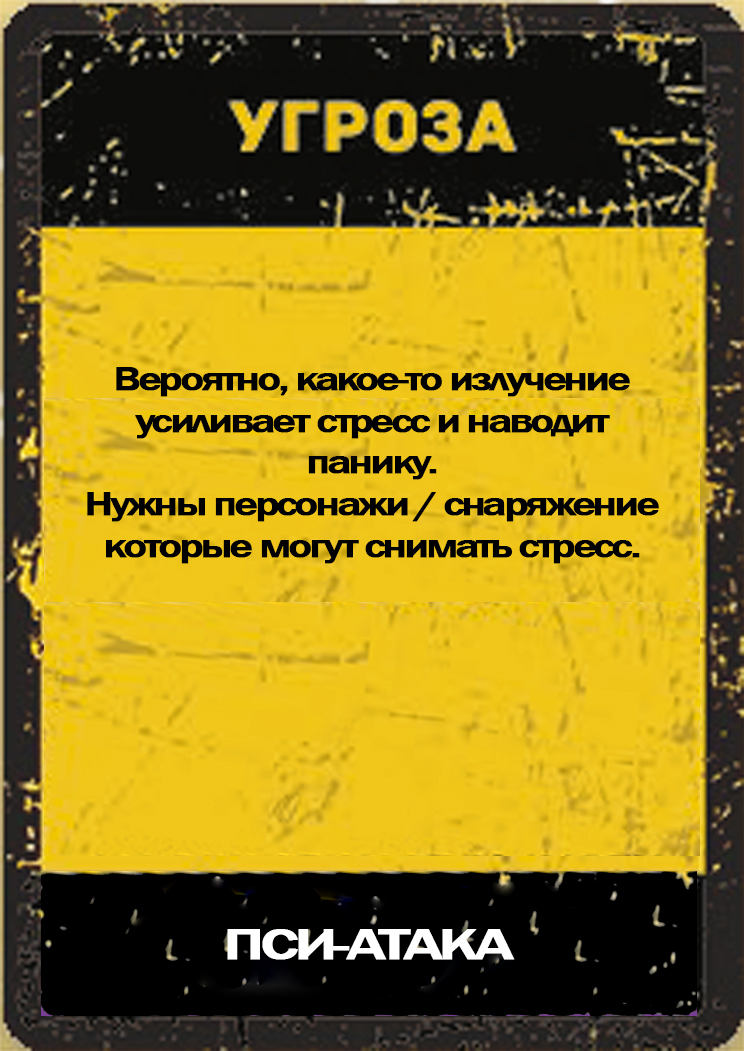 УГРОЗА
Вероятно, какое-то излучение
усиливает стресс и наводит
панику.
Нужны персонажи / снаряжение
которые могут снимать стресс.
ПСИ-АТАКА